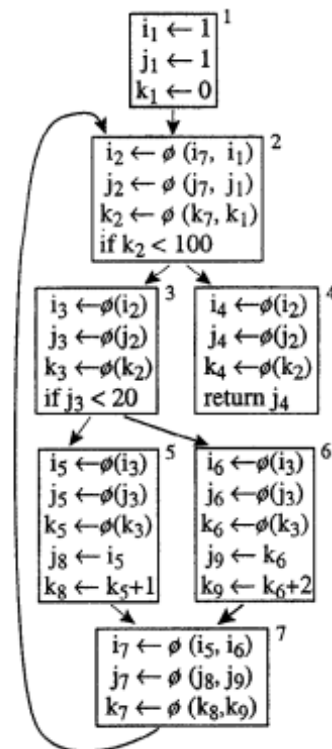 1
i₁ ← 1
j₁ ← 1
k₁ ← 0
2
i₂ ← ϕ (i₇, i₁)
j₂ ← ϕ (j₇, j₁)
k₂ ← ϕ (k₇, k₁)
if k₂ < 100
3
i₃ ←ϕ(i₂)
j₃ ←ϕ(j₂)
k₃ ←ϕ(k₂)
if j₃ < 20
4
i₄ ←ϕ(i₂)
j₄ ←ϕ(j₂)
k₄ ←ϕ(k₂)
return j₄
5
i₅ ←ϕ(i₃)
j₅ ←ϕ(j₃)
k₅ ←ϕ(k₃)
j₈ ← i₅
k₈ ← k₅+1
6
i₆ ←ϕ(i₃)
j₆ ←ϕ(j₃)
k₆ ←ϕ(k₃)
j₉ ← k₆
k₉ ← k₆+2
7
i₇ ← ϕ (i₅, i₆)
j₇ ← ϕ (j₈, j₉)
k₇ ← ϕ (k₈,k₉)